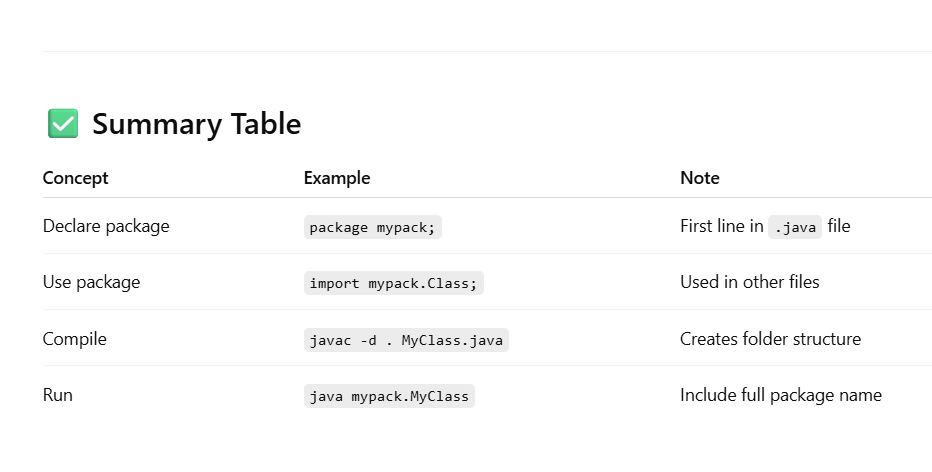 ✅ Summary Table
Concept Example Note
Declare package package mypack; First line in .java file
Use package import mypack.Class; Used in other files
Compile javac -d . MyClass.java Creates folder structure
Run java mypack.MyClass Include full package name